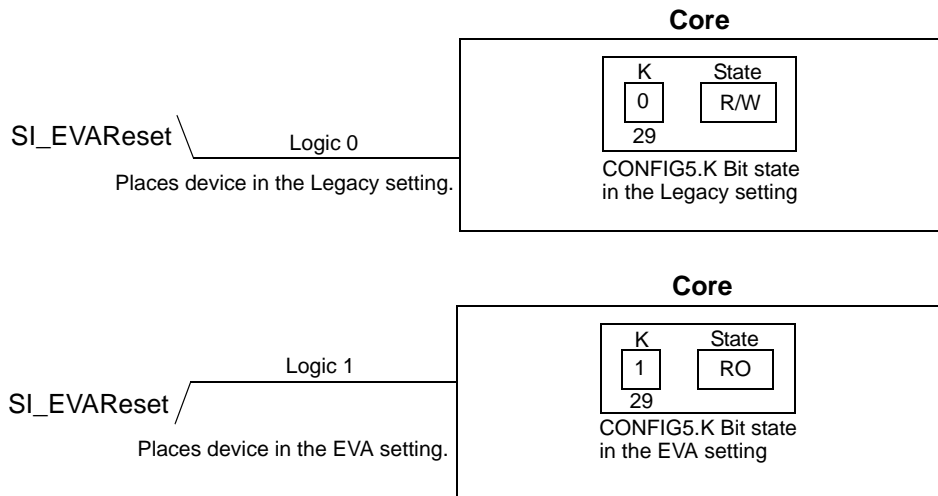 Core
K State
0 R/W
29
SI_EVAReset
Logic 0
Places device in the Legacy setting.
CONFIG5.K Bit state
in the Legacy setting
Core
K State
1 RO
29
SI_EVAReset
Logic 1
Places device in the EVA setting.
CONFIG5.K Bit state
in the EVA setting